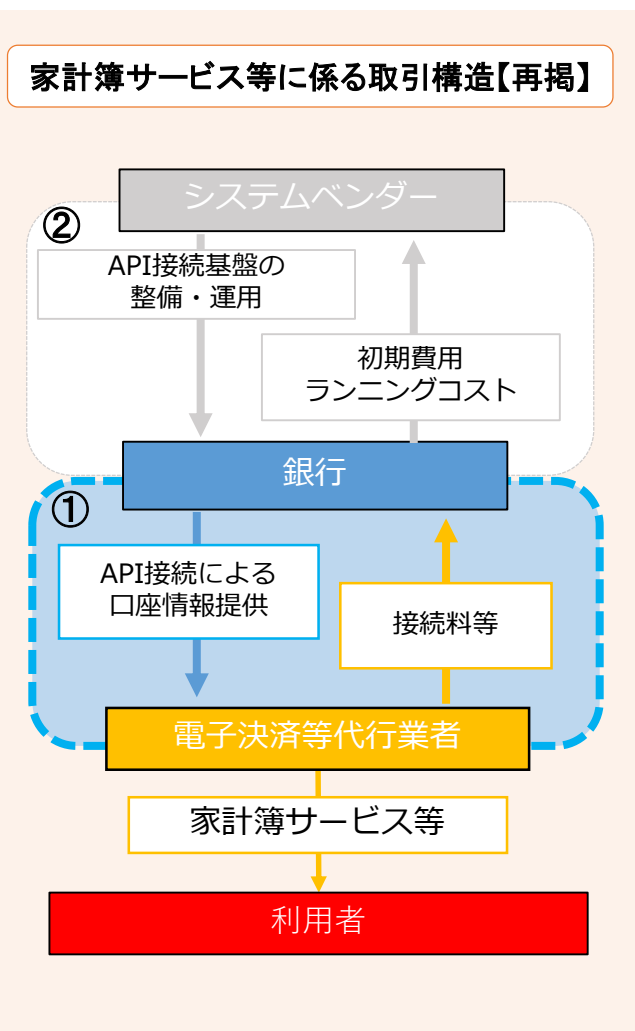 家計簿サービス等に係る取引構造【再掲】
システムベンダー
②
API接続基盤の
整備・運用
初期費用
ランニングコスト
銀行
①
API接続による
口座情報提供
接続料等
電子決済等代行業者
家計簿サービス等
利用者